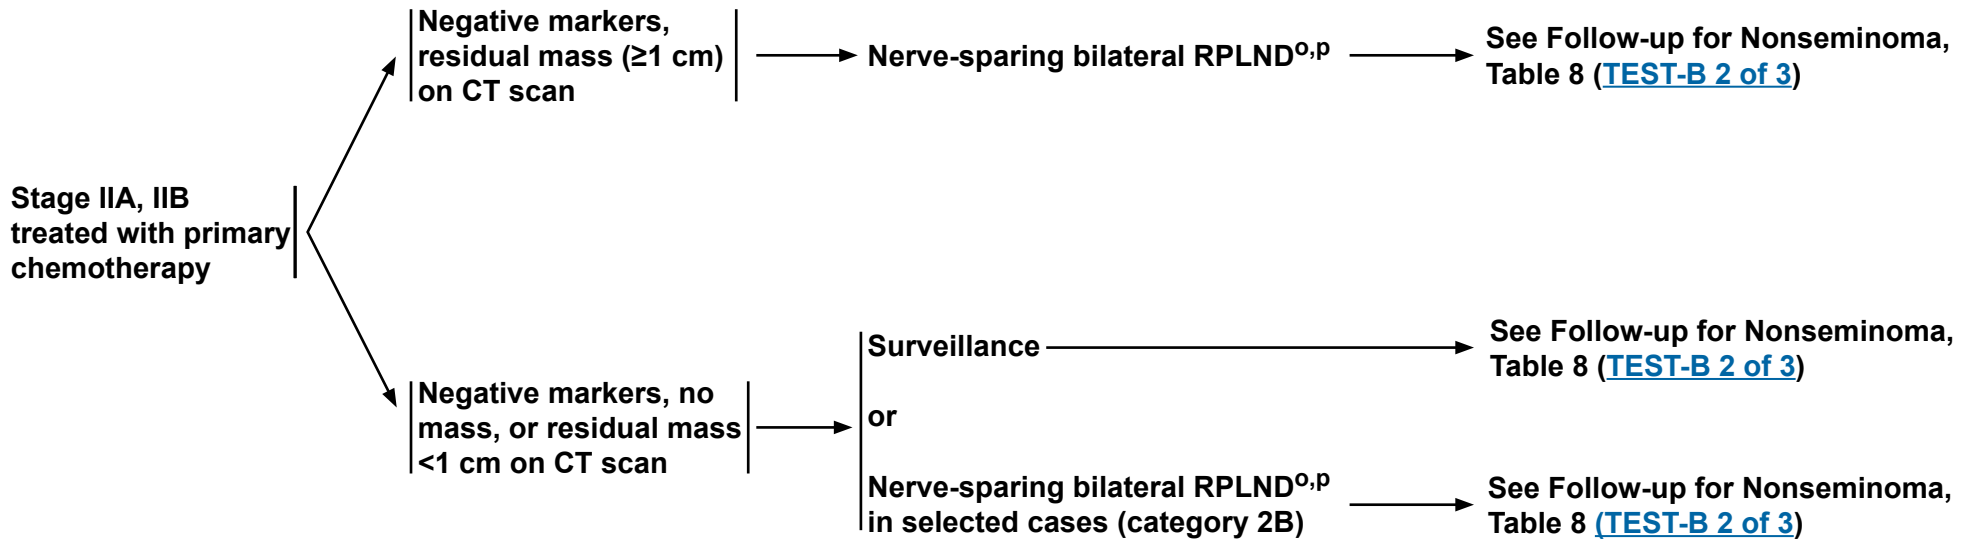 Stage IIA, IIB
treated with primary
chemotherapy
Negative markers,
residual mass (≥1 cm)
on CT scan
Nerve-sparing bilateral RPLNDo,p
See Follow-up for Nonseminoma,
Table 8 (TEST-B 2 of 3)
Negative markers, no
mass, or residual mass
<1 cm on CT scan
Surveillance
See Follow-up for Nonseminoma,
Table 8 (TEST-B 2 of 3)
or
Nerve-sparing bilateral RPLNDo,p
in selected cases (category 2B)
See Follow-up for Nonseminoma,
Table 8 (TEST-B 2 of 3)